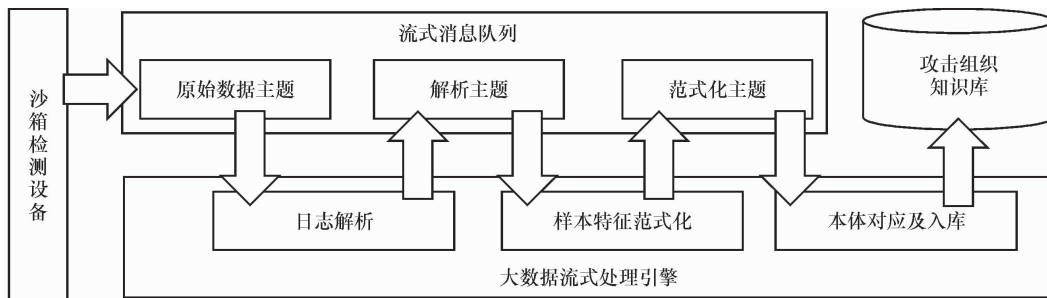 沙箱检测设备
流式消息队列
原始数据主题
解析主题
范式化主题
攻击组织
知识库
日志解析
样本特征范式化
本体对应及入库
大数据流式处理引擎